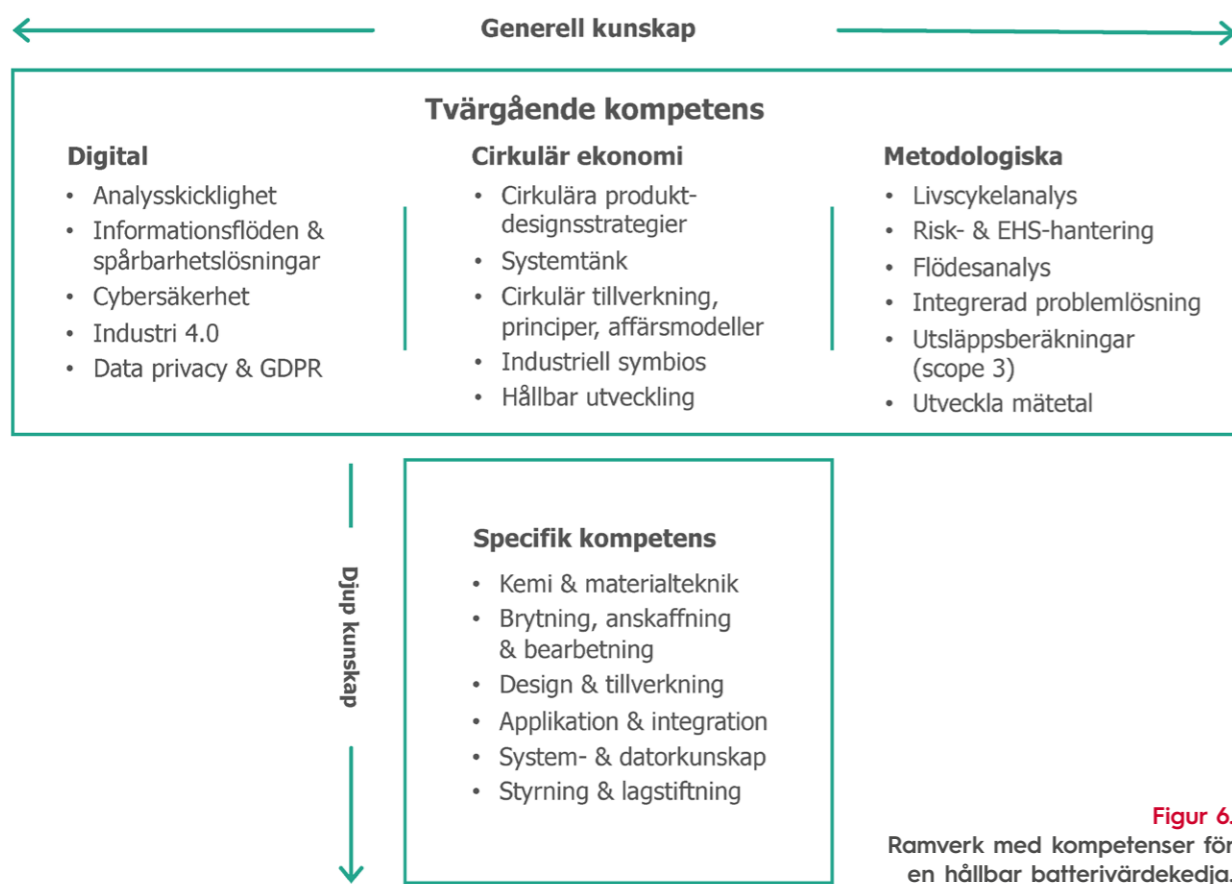 Generell kunskap
Tvärgående kompetens
Digital
• Analysskicklighet
• Informationsflöden &
spårbarhetslösningar
• Cybersäkerhet
• Industri 4.0
• Data privacy & GDPR
Cirkulär ekonomi
• Cirkulära produkt-
designsstrategier
• Systemtänk
• Cirkulär tillverkning,
principer, affärsmodeller
• Industriell symbios
• Hållbar utveckling
Metodologiska
• Livscykelanalys
• Risk- & EHS-hantering
• Flödesanalys
• Integrerad problemlösning
• Utsläppsberäkningar
(scope 3)
• Utveckla mätetal
Djup kunskap
Specifik kompetens
• Kemi & materialteknik
• Brytning, anskaffning
& bearbetning
• Design & tillverkning
• Applikation & integration
• System- & datorkunskap
• Styrning & lagstiftning
Figur 6.
Ramverk med kompetenser för
en hållbar batterivärdekedja.